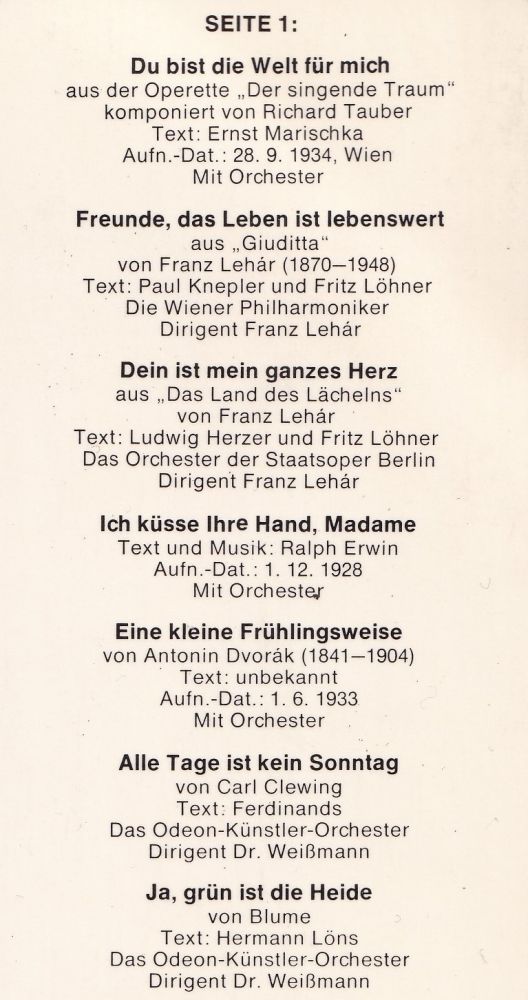 SEITE 1:
Du bist die Welt für mich
aus der Operette „Der singende Traum“
komponiert von Richard Tauber
Text: Ernst Marischka
Aufn.-Dat.: 28. 9. 1934, Wien
Mit Orchester
Freunde, das Leben ist lebenswert
aus „Giuditta“
von Franz Lehár (1870—1948)
Text: Paul Knepler und Fritz Löhner
Die Wiener Philharmoniker
Dirigent Franz Lehár
Dein ist mein ganzes Herz
aus „Das Land des Lächelns“
von Franz Lehár
Text: Ludwig Herzer und Fritz Löhner
Das Orchester der Staatsoper Berlin
Dirigent Franz Lehár
Ich küsse Ihre Hand, Madame
Text und Musik: Ralph Erwin
Aufn.-Dat.: 1. 12. 1928
Mit Orchester
Eine kleine Frühlingsweise
von Antonin Dvorák (1841—1904)
Text: unbekannt
Aufn.-Dat.: 1. 6. 1933
Mit Orchester
Alle Tage ist kein Sonntag
von Carl Clewing
Text: Ferdinands
Das Odeon-Künstler-Orchester
Dirigent Dr. Weißmann
Ja, grün ist die Heide
von Blume
Text: Hermann Löns
Das Odeon-Künstler-Orchester
Dirigent Dr. Weißmann